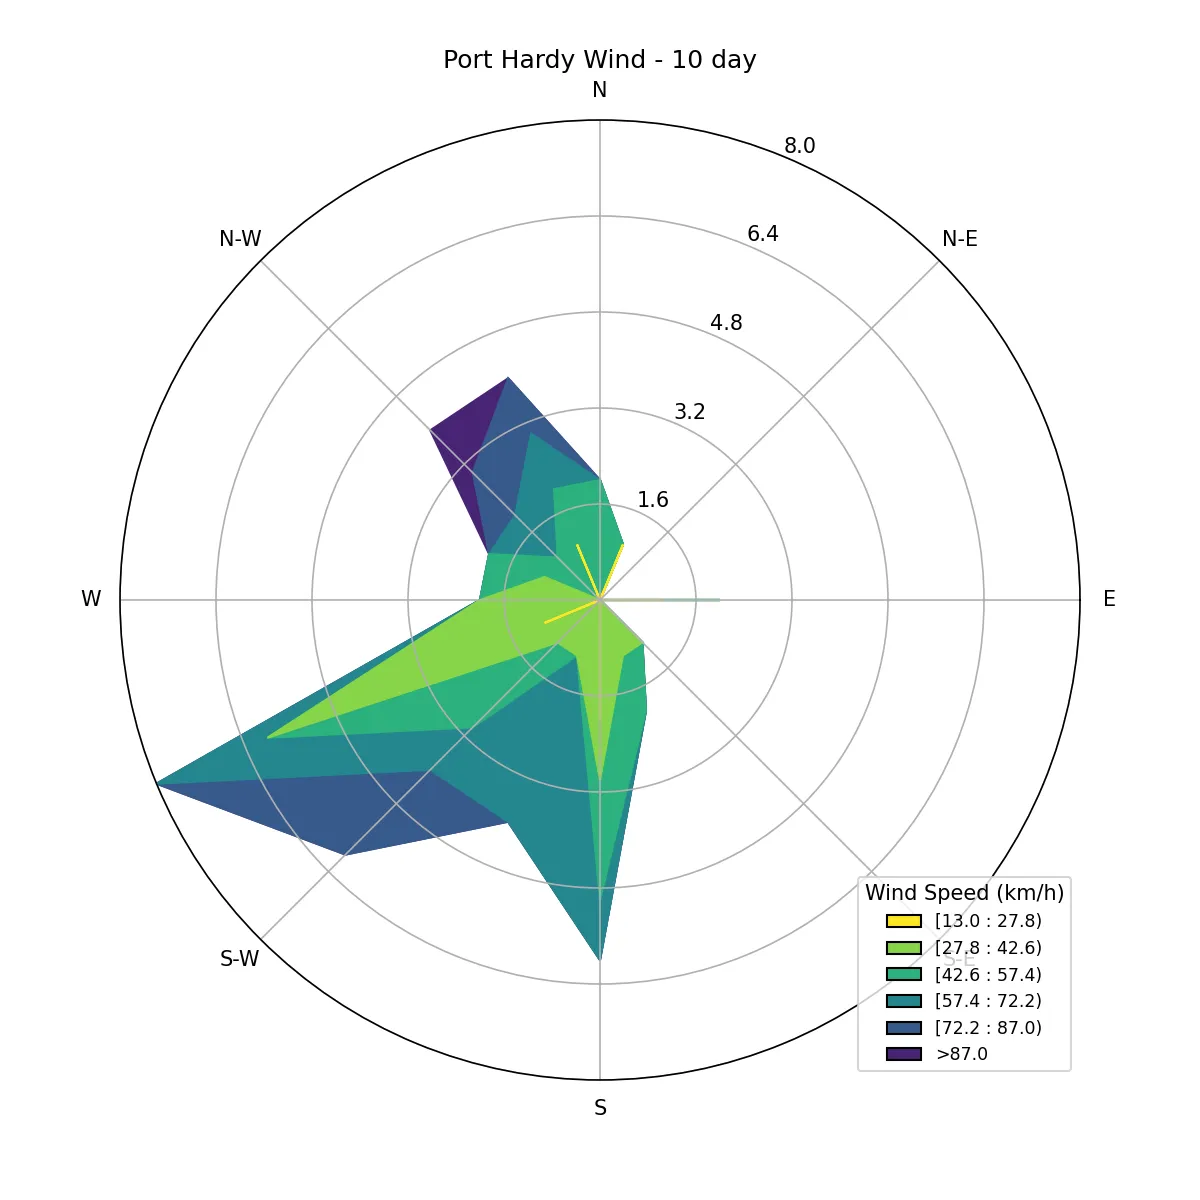 Port Hardy Wind - 10 day
N
8.0
6.4
4.8
3.2
1.6
N-W
N-E
W
E
S-W
S-E
S
Wind Speed (km/h)
[13.0 : 27.8)
[27.8 : 42.6)
[42.6 : 57.4)
[57.4 : 72.2)
[72.2 : 87.0)
>87.0